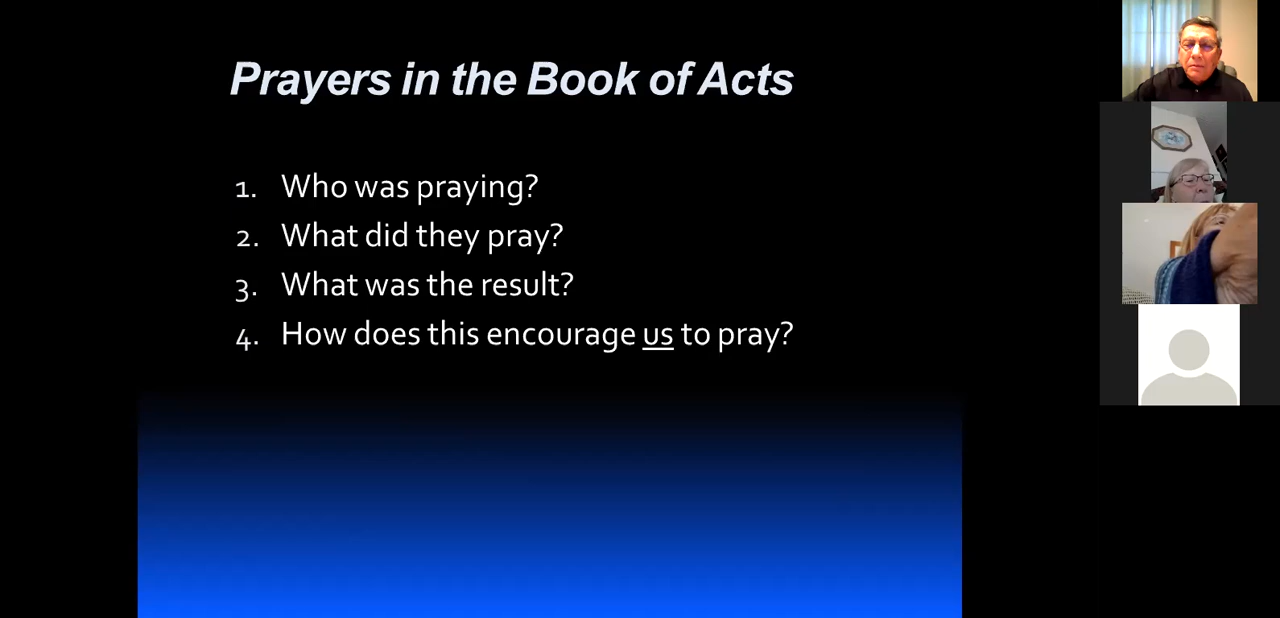 Prayers in the Book of Acts
1. Who was praying?
2. What did they pray?
3. What was the result?
4. How does this encourage us to pray?